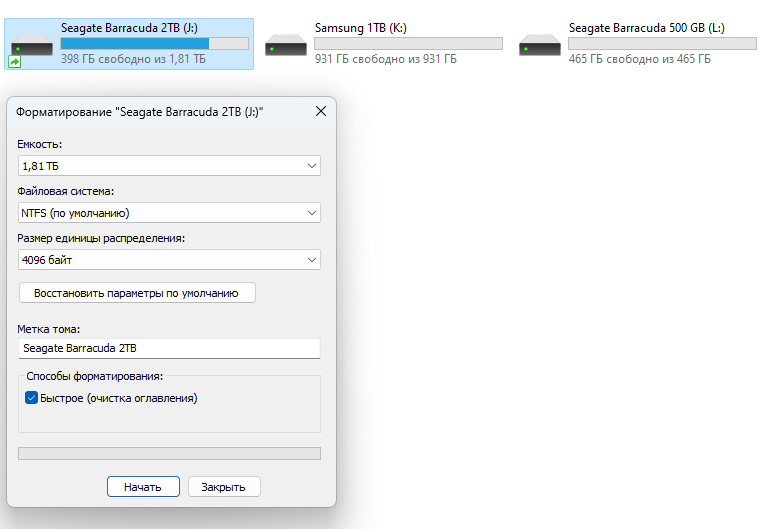 Seagate Barracuda 2TB (J:)
398 ГБ свободно из 1,81 ТБ
Samsung 1TB (K:)
931 ГБ свободно из 931 ГБ
Seagate Barracuda 500 GB (L:)
465 ГБ свободно из 465 ГБ
Форматирование "Seagate Barracuda 2TB (J:)"
Емкость:
1,81 ТБ
Файловая система:
NTFS (по умолчанию)
Размер единицы распределения:
4096 байт
Восстановить параметры по умолчанию
Метка тома:
Seagate Barracuda 2TB
Способы форматирования:
Быстрое (очистка оглавления)
Начать
Закрыть